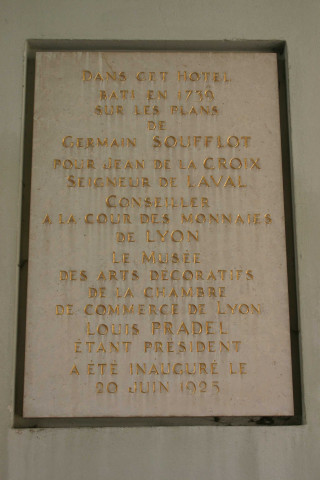 DANS CET HOTEL
BATI EN 1739
SUR LES PLANS
DE
GERMAIN SOUFFLOT
POUR JEAN DE LA CROIX
SEIGNEUR DE LAVAL
CONSEILLER
A LA COUR DES MONNAIES
DE LYON
LE MUSÉE
DES ARTS DÉCORATIFS
DE LA CHAMBRE
DE COMMERCE DE LYON
LOUIS PRADEL
ÉTANT PRÉSIDENT
A ÉTÉ INAUGURÉ LE
20 JUIN 1925